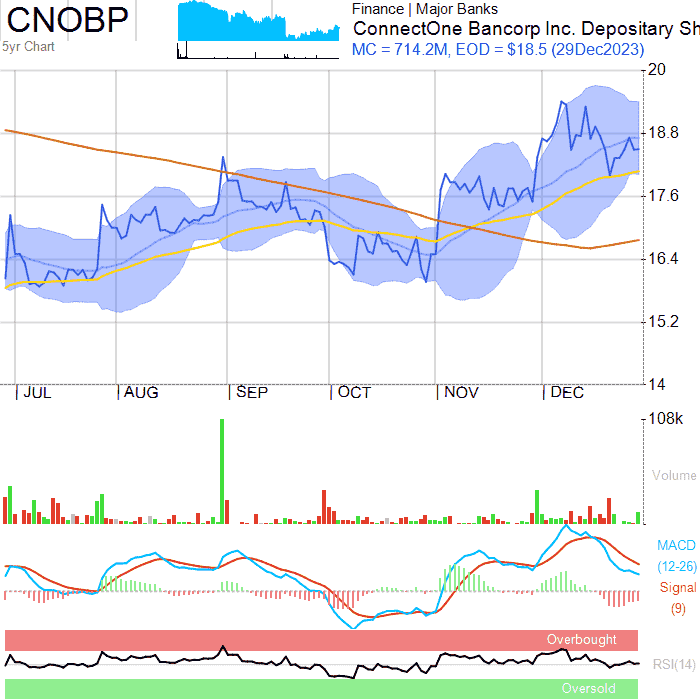 CNOBP
5yr Chart
Finance | Major Banks
ConnectOne Bancorp Inc. Depositary Sh
MC = 714.2M, EOD = $18.5 (29Dec2023)
20
18.8
17.6
16.4
15.2
14
JUL AUG SEP OCT NOV DEC
108k
Volume
MACD
(12-26)
Signal
(9)
Overbought
RSI(14)
Oversold